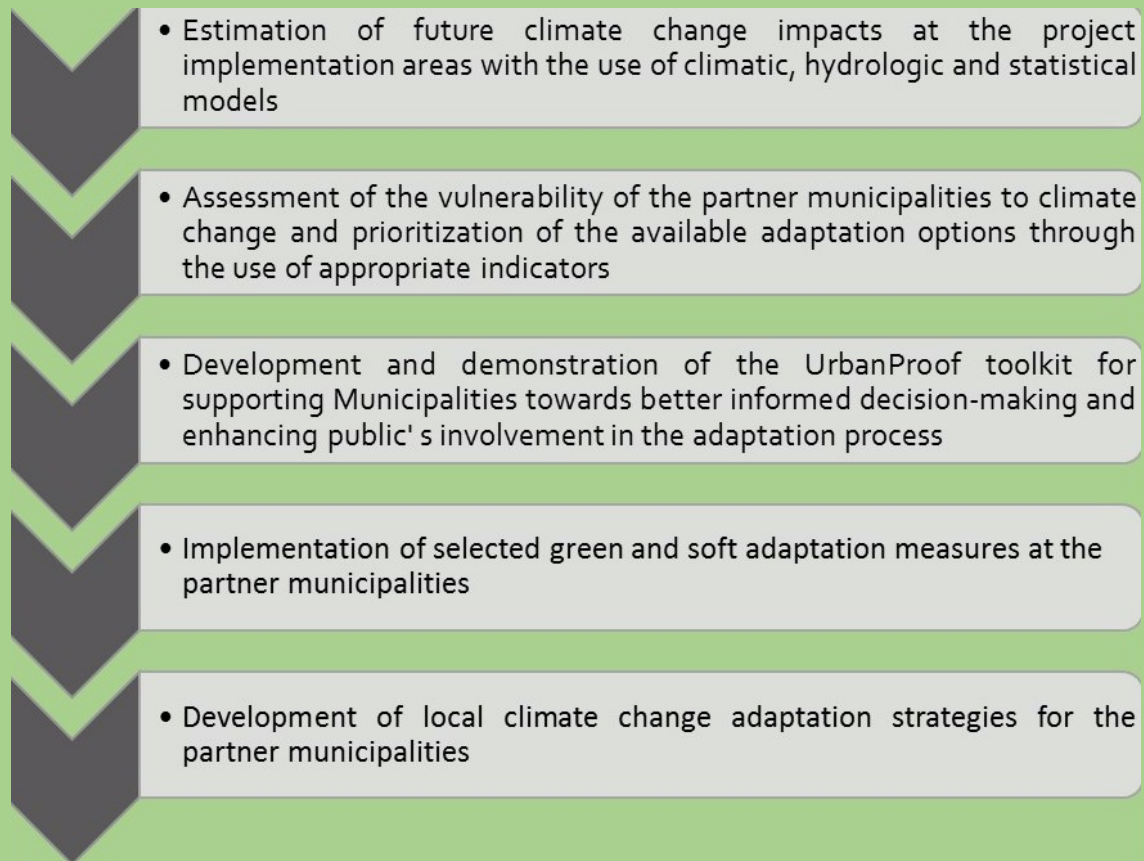 • Estimation of future climate change impacts at the project
implementation areas with the use of climatic, hydrologic and statistical
models
• Assessment of the vulnerability of the partner municipalities to climate
change and prioritization of the available adaptation options through
the use of appropriate indicators
• Development and demonstration of the UrbanProof toolkit for
supporting Municipalities towards better informed decision-making and
enhancing public' s involvement in the adaptation process
• Implementation of selected green and soft adaptation measures at the
partner municipalities
• Development of local climate change adaptation strategies for the
partner municipalities